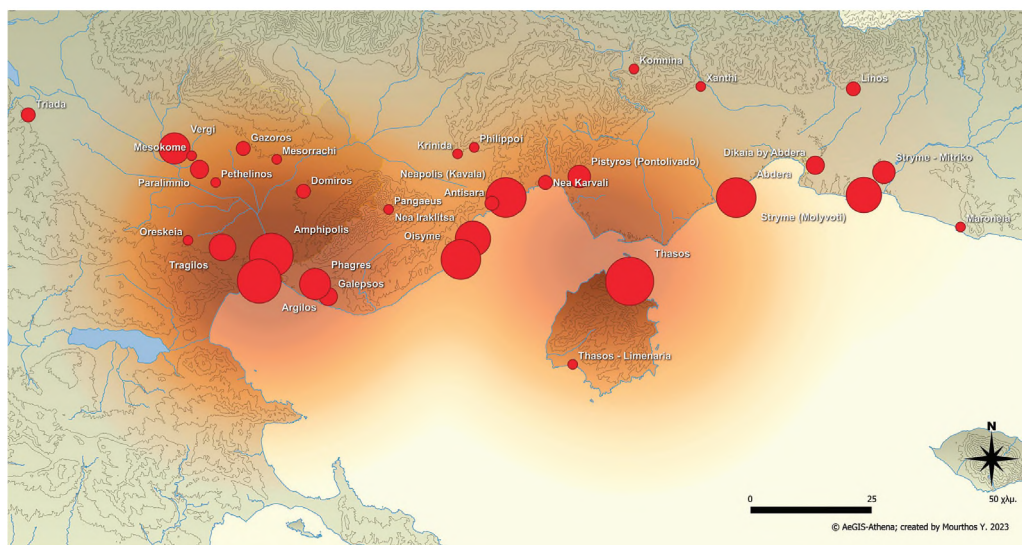 Komnina
Xanthi
Linos
Triada
Vergi
Mesokome
Gazoros
Mesorrachi
Krinida
Philippoi
Paralimnio
Pethelinos
Domiros
Neapolis (Kavala)
Antisara
Nea Karvali
Pistyros (Pontolivado)
Dikaia by Abdera
Abdera
Stryme - Mitriko
Pangaeus
Nea Iraklitsa
Oisyme
Stryme (Molyvoti)
Maroneia
Oreskeia
Tragilos
Amphipolis
Phagres
Galepsos
Argilos
Thasos
Thasos - Limenaria
N
0 25 50 χλμ.
© AeGIS-Athena; created by Mourthos Y. 2023